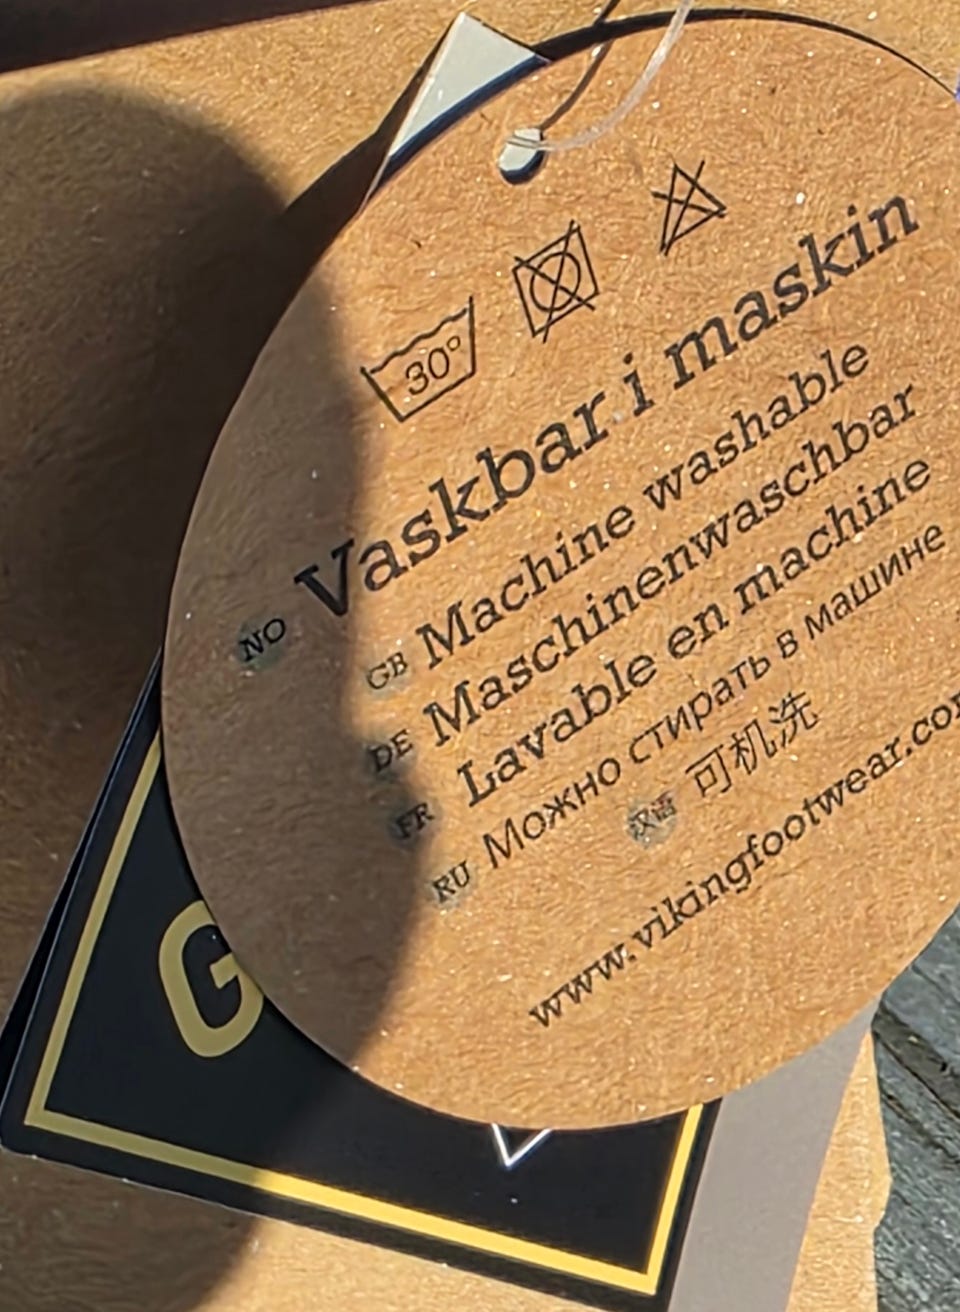 30°
NO Vaskbar i maskin
GB Machine washable
DE Maschinenwaschbar
FR Lavable en machine
RU Можно стирать в машине
汉语 可机洗
www.vikingfootwear.com
G